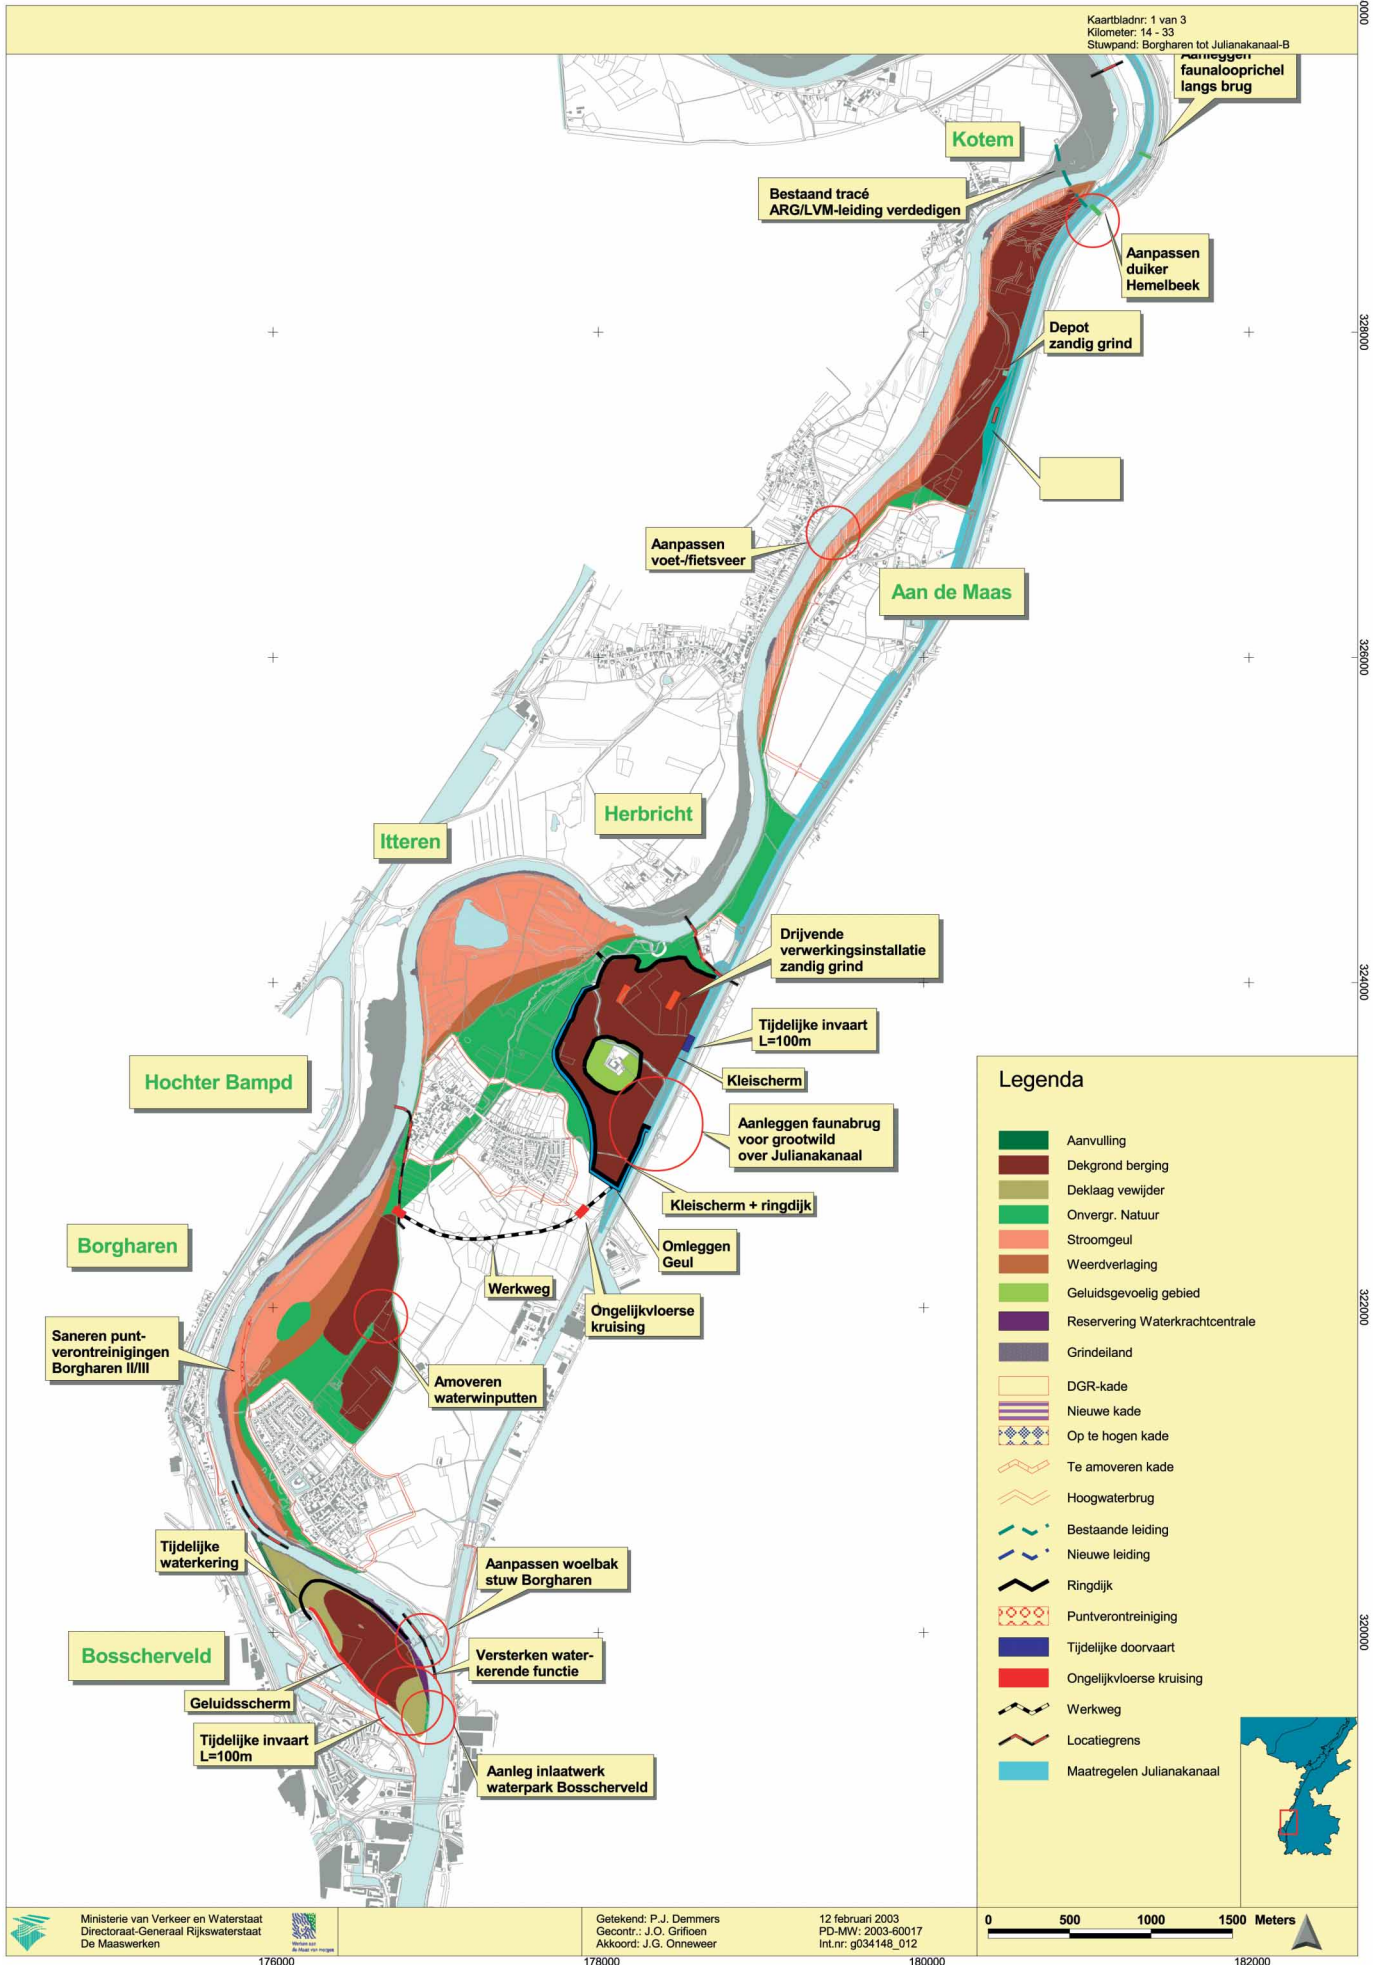 Kaartbladnr: 1 van 3
Kilometer: 14 - 33
Stuwpand: Borgharen tot Julianakanaal-B
Aanleggen
faunalooprichel
langs brug
Kotem
Bestaand tracé
ARG/LVM-leiding verdedigen
Aanpassen
duiker
Hemelbeek
Depot
zandig grind
328000
Aanpassen
voet-/fietsveer
Aan de Maas
326000
Herbricht
Itteren
Drijvende
verwerkingsinstallatie
zandig grind
324000
Tijdelijke invaart
L=100m
Kleischerm
Hochter Bampd
Aanleggen faunabrug
voor grootwild
over Julianakanaal
Kleischerm + ringdijk
Borgharen
Omleggen
Geul
Werkweg
Ongelijkvloerse
kruising
322000
Saneren punt-
verontreinigingen
Borgharen II/III
Amoveren
waterwinputten
Tijdelijke
waterkering
Aanpassen woelbak
stuw Borgharen
Bosscherveld
320000
Versterken water-
kerende functie
Geluidsscherm
Tijdelijke invaart
L=100m
Aanleg inlaatwerk
waterpark Bosscherveld
Legenda
Aanvulling
Dekgrond berging
Deklaag vewijder
Onvergr. Natuur
Stroomgeul
Weerdverlaging
Geluidsgevoelig gebied
Reservering Waterkrachtcentrale
Grindeiland
DGR-kade
Nieuwe kade
Op te hogen kade
Te amoveren kade
Hoogwaterbrug
Bestaande leiding
Nieuwe leiding
Ringdijk
Puntverontreiniging
Tijdelijke doorvaart
Ongelijkvloerse kruising
Werkweg
Locatiegrens
Maatregelen Julianakanaal
Ministerie van Verkeer en Waterstaat
Directoraat-Generaal Rijkswaterstaat
De Maaswerken
Getekend: P.J. Demmers
Gecontr.: J.O. Grifioen
Akkoord: J.G. Onneweer
12 februari 2003
PD-MW: 2003-60017
Int.nr: g034148_012
0 500 1000 1500 Meters
176000 178000 180000 182000